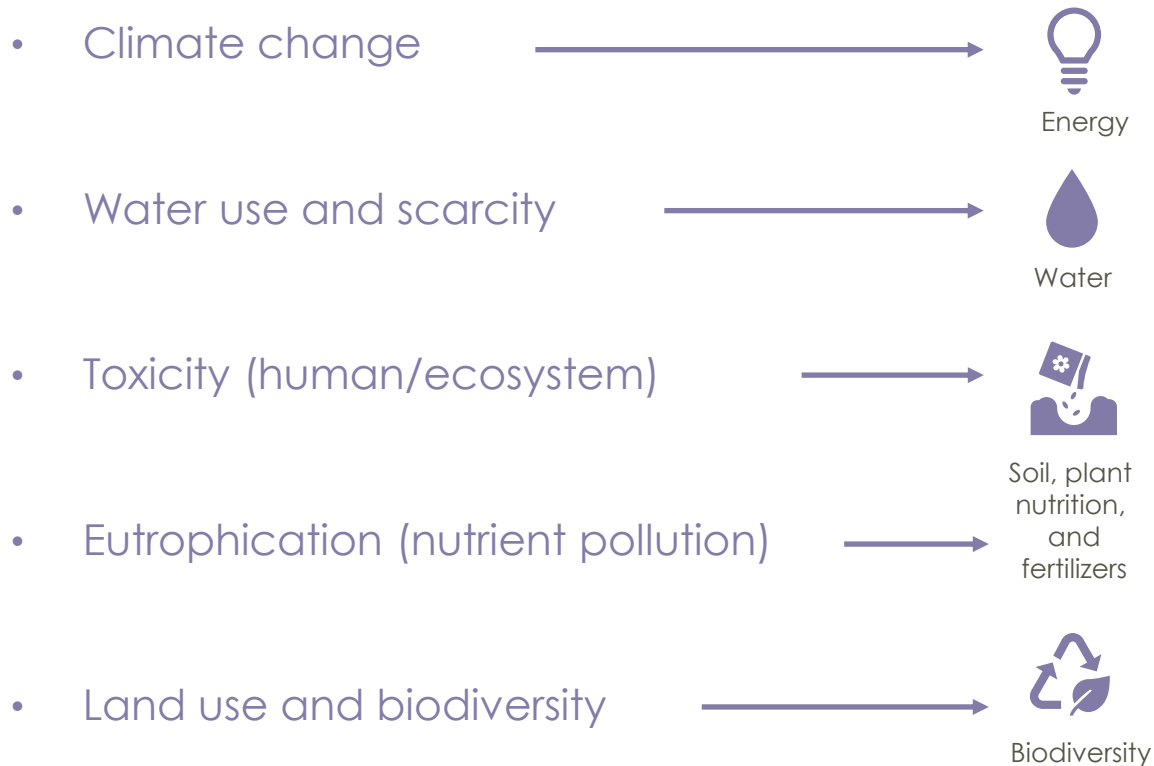 • Climate change
Energy
• Water use and scarcity
Water
• Toxicity (human/ecosystem)
Soil, plant
nutrition,
and
fertilizers
• Eutrophication (nutrient pollution)
• Land use and biodiversity
Biodiversity